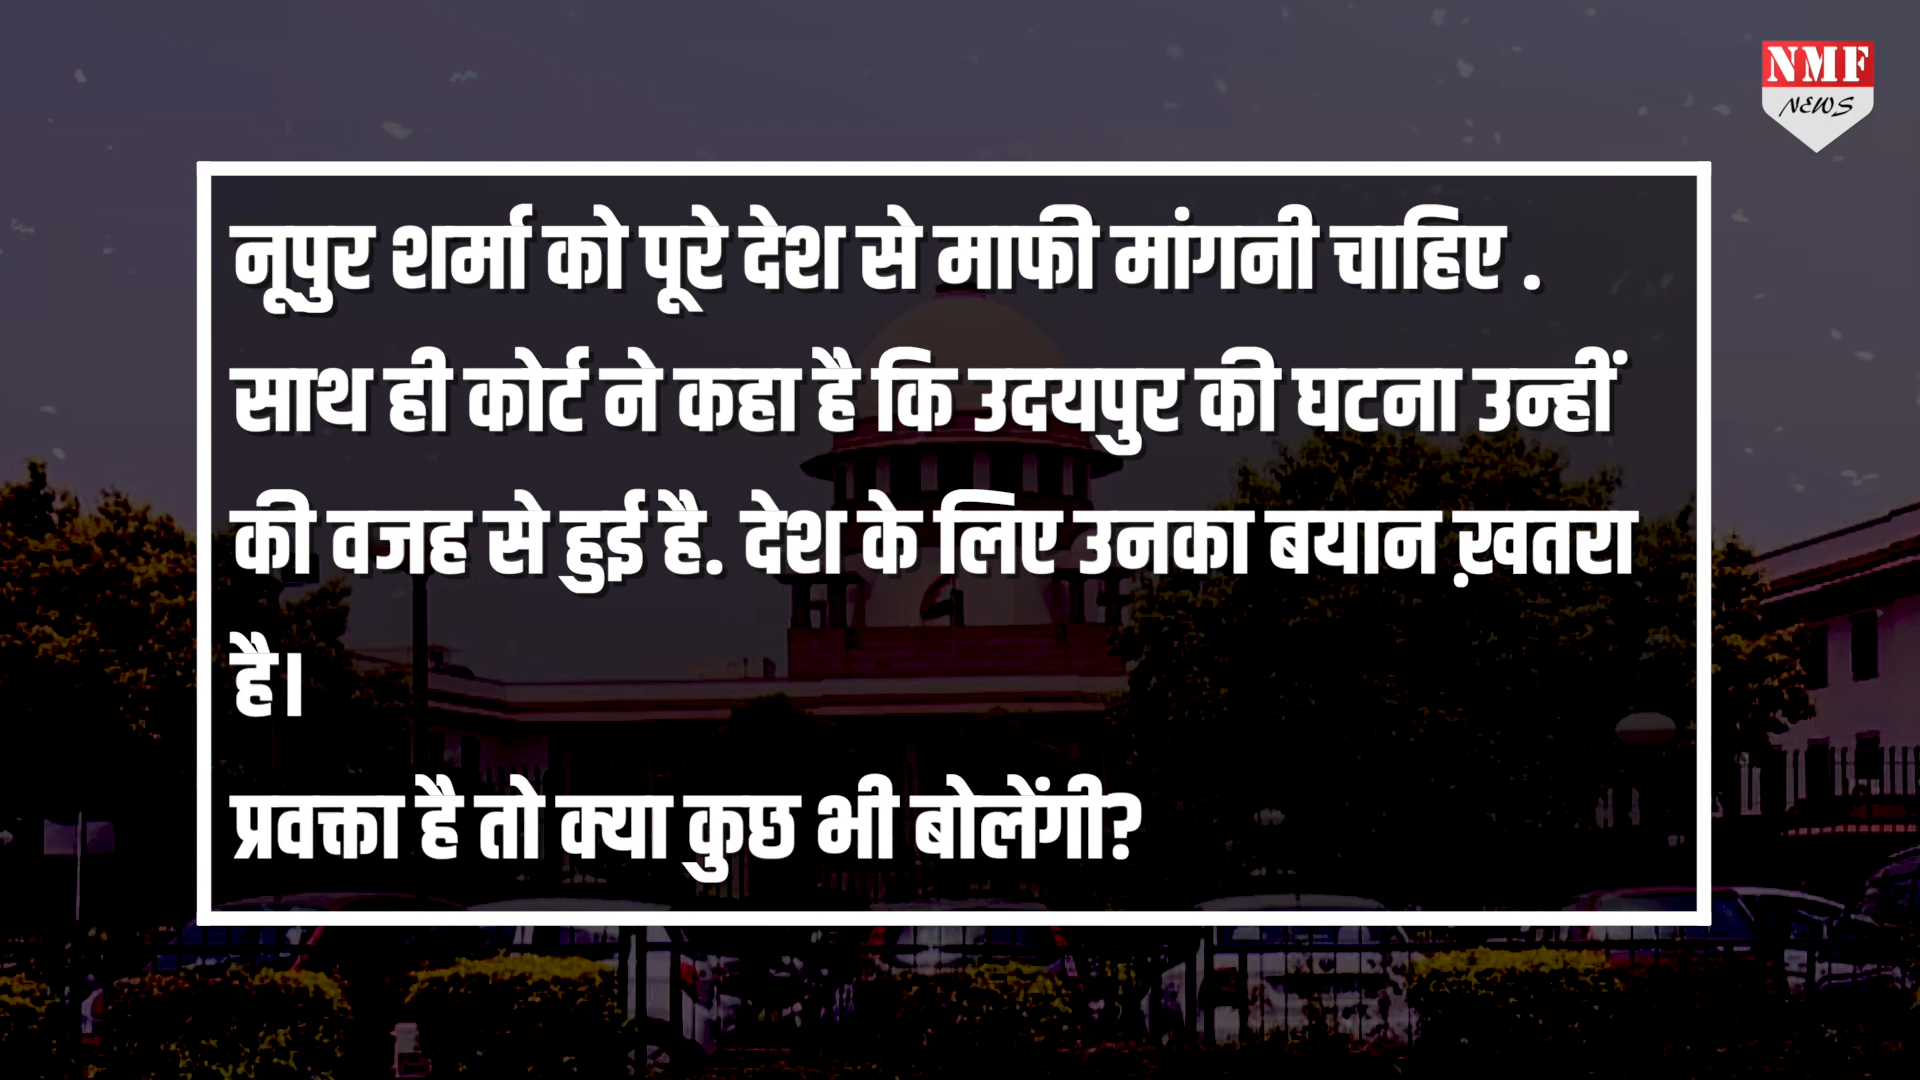 NMF
NEWS
नूपुर शर्मा को पूरे देश से माफी मांगनी चाहिए .
साथ ही कोर्ट ने कहा है कि उदयपुर की घटना उन्हीं
की वजह से हुई है. देश के लिए उनका बयान ख़तरा
है।
प्रवक्ता है तो क्या कुछ भी बोलेंगी?